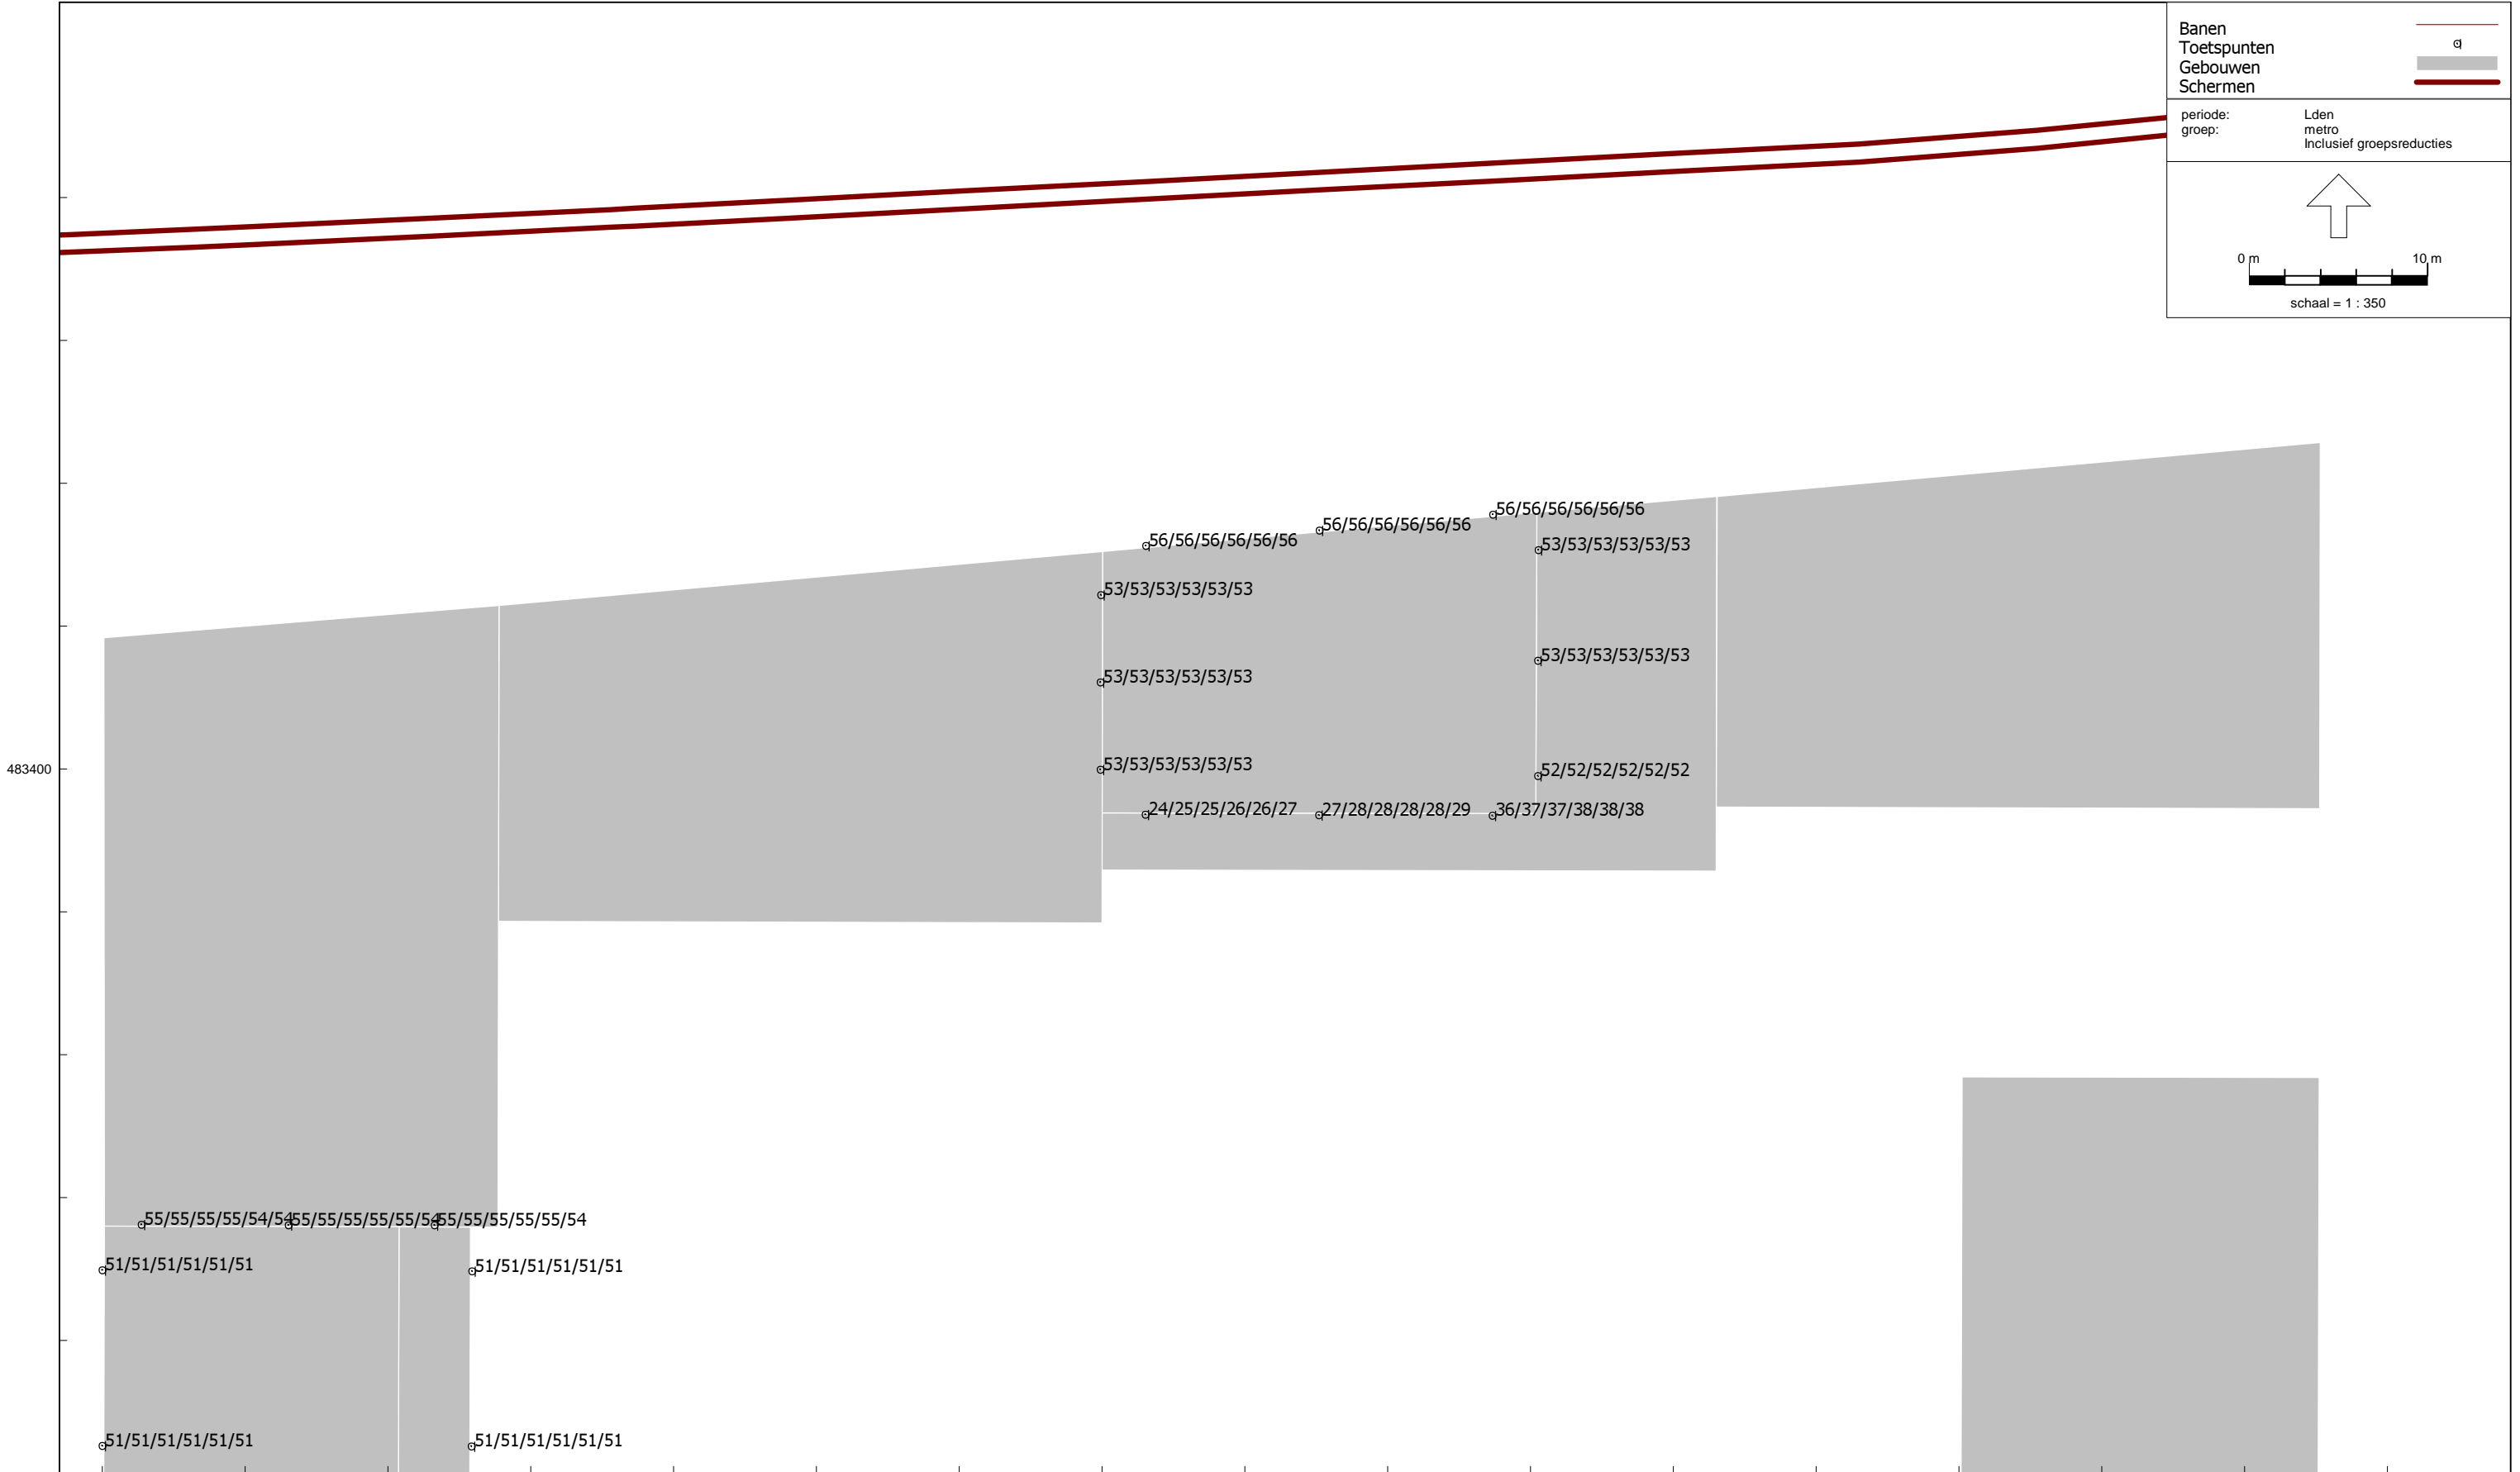 Banen
Toetspunten
Gebouwen
Schermen
periode: Lden
groep: metro
Inclusief groepsreducties
0 m 10 m
schaal = 1 : 350
56/56/56/56/56/56
56/56/56/56/56/56
56/56/56/56/56/56
53/53/53/53/53/53
53/53/53/53/53/53
53/53/53/53/53/53
53/53/53/53/53/53
483400
53/53/53/53/53/53
52/52/52/52/52/52
24/25/25/26/26/27
27/28/28/28/28/29
36/37/37/38/38/38
55/55/55/55/54/54
55/55/55/55/55/54
55/55/55/55/55/54
51/51/51/51/51/51
51/51/51/51/51/51
51/51/51/51/51/51
51/51/51/51/51/51